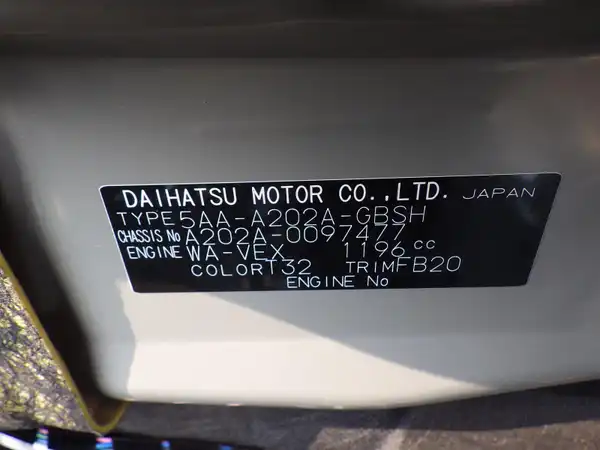 DAIHATSU MOTOR CO.,LTD. JAPAN
TYPE 5AA-A202A-GBSH
CHASSIS No A202A-0097477
ENGINE WA-VEX 1196 cc
COLOR T32 TRIM FB20
ENGINE No